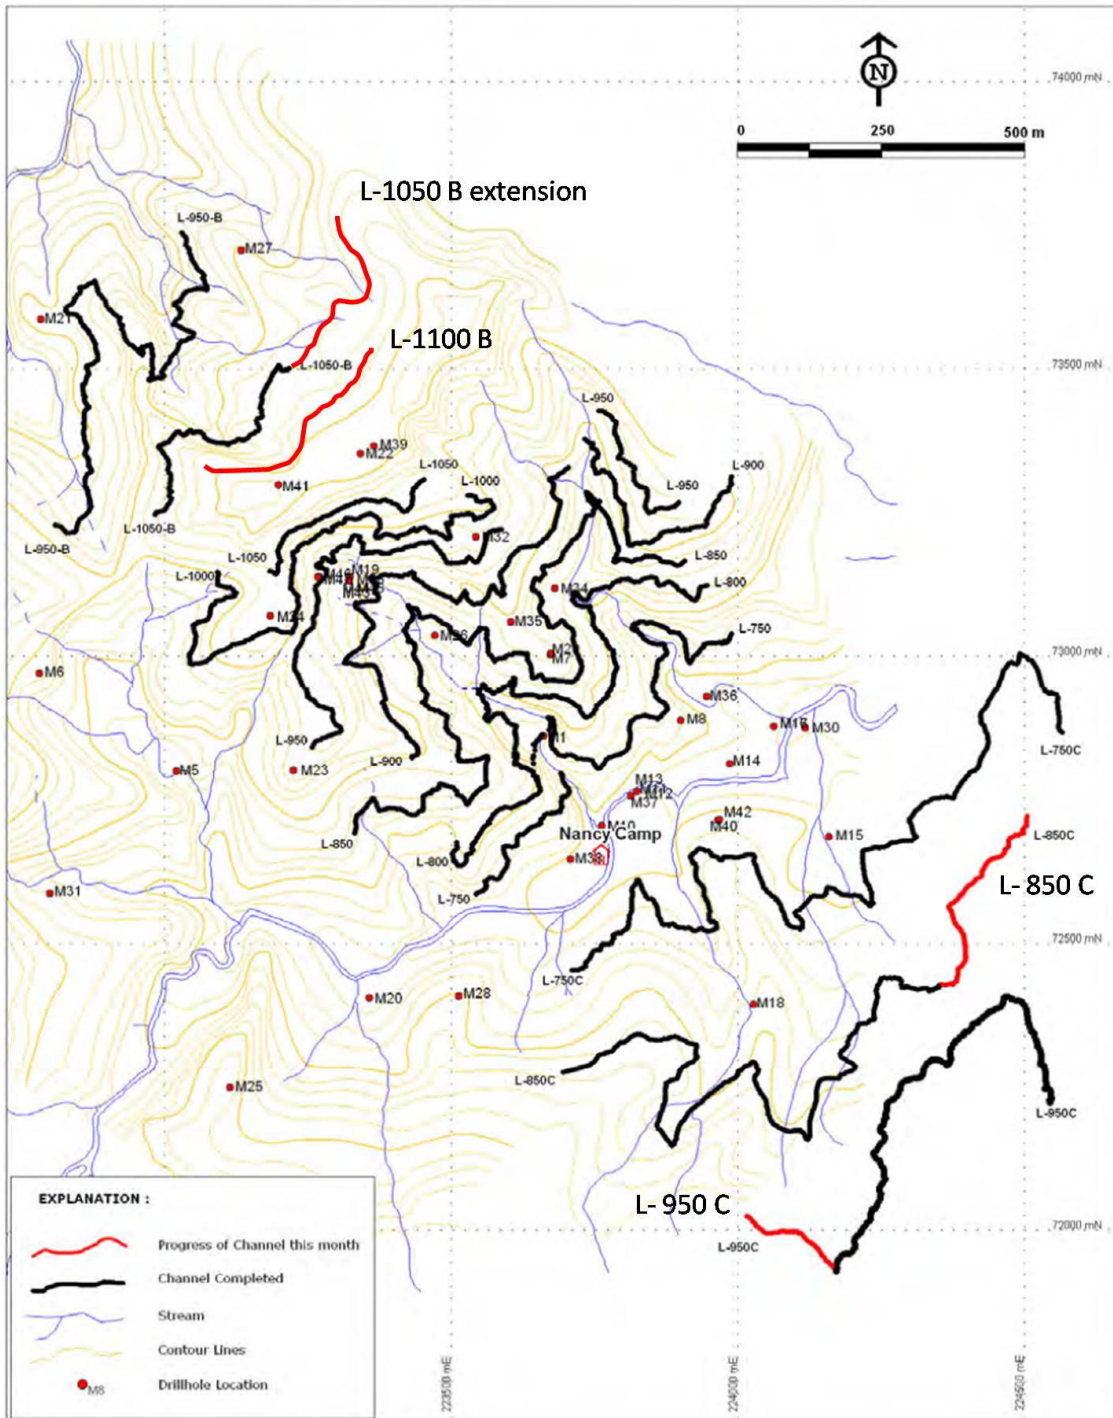 N
74000 mN
0 250 500 m
L-1050 B extension
L-950-B
M27
M21
L-1100 B
L-1050-B
73500 mN
L-950
M39
M22
L-1050
L-900
M41
L-1000
L-950
L-1050-B
L-950-B
M32
L-1050
L-850
L-1000
M19
L-800
M34
M24
M35
L-750
M26
M7
73000 mN
M6
M36
M8
M17
M30
L-750C
M1
L-950
L-900
M14
M5
M23
M13
M12
M37
M42
M40
M10
Nancy Camp
M15
L-850C
L-850
L-800
M38
L-850 C
M31
L-750
72500 mN
L-750C
M20
M28
M18
L-850C
M25
L-950C
L-950 C
72000 mN
L-950C
EXPLANATION :
Progress of Channel this month
Channel Completed
Stream
Contour Lines
M8
Drillhole Location
223500 mE
224000 mE
224500 mE